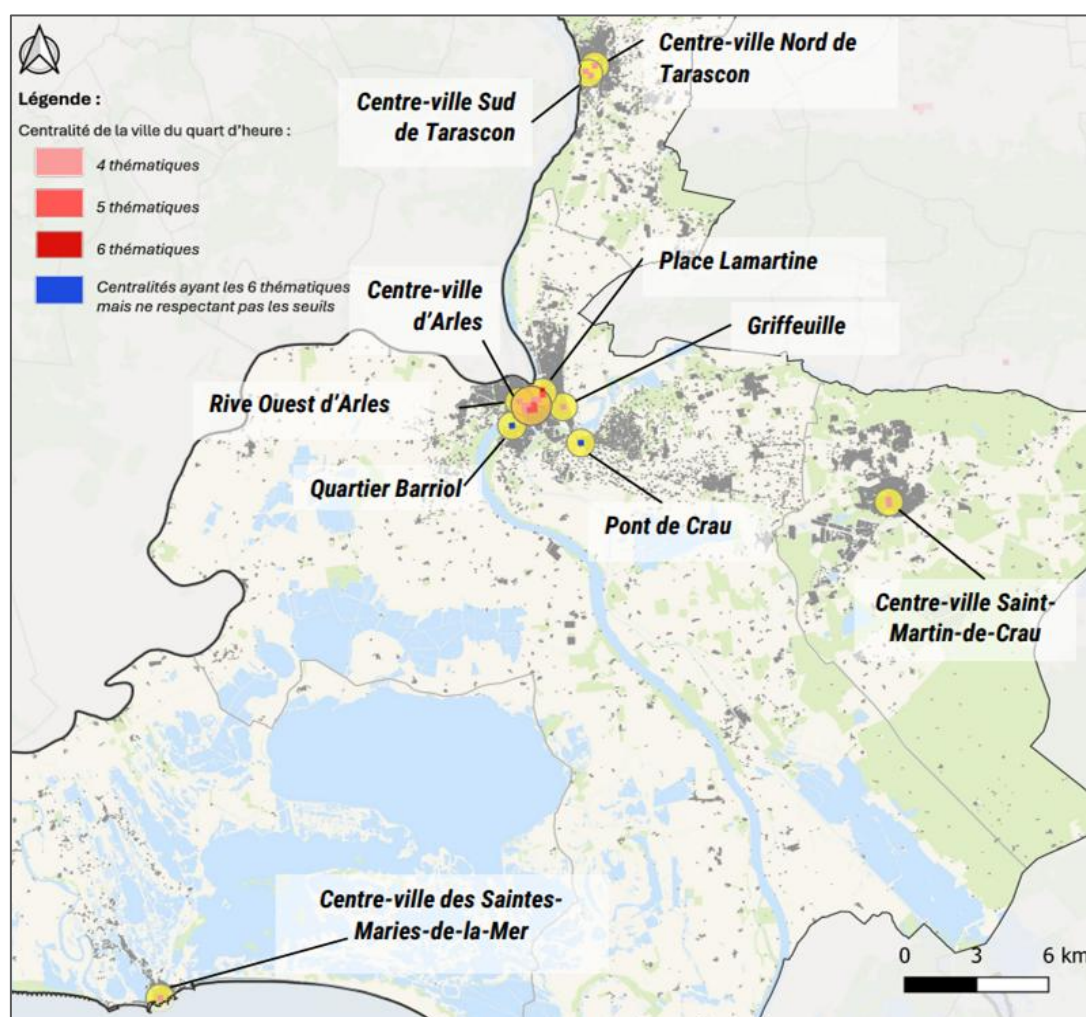 Centre-ville Nord de
Tarascon
Centre-ville Sud
de Tarascon
Légende :
Centralité de la ville du quart d'heure :
4 thématiques
5 thématiques
6 thématiques
Centralités ayant les 6 thématiques
mais ne respectant pas les seuils
Place Lamartine
Centre-ville
d'Arles
Griffeuille
Rive Ouest d'Arles
Quartier Barriol
Pont de Crau
Centre-ville Saint-
Martin-de-Crau
Centre-ville des Saintes-
Maries-de-la-Mer
0 3 6 km